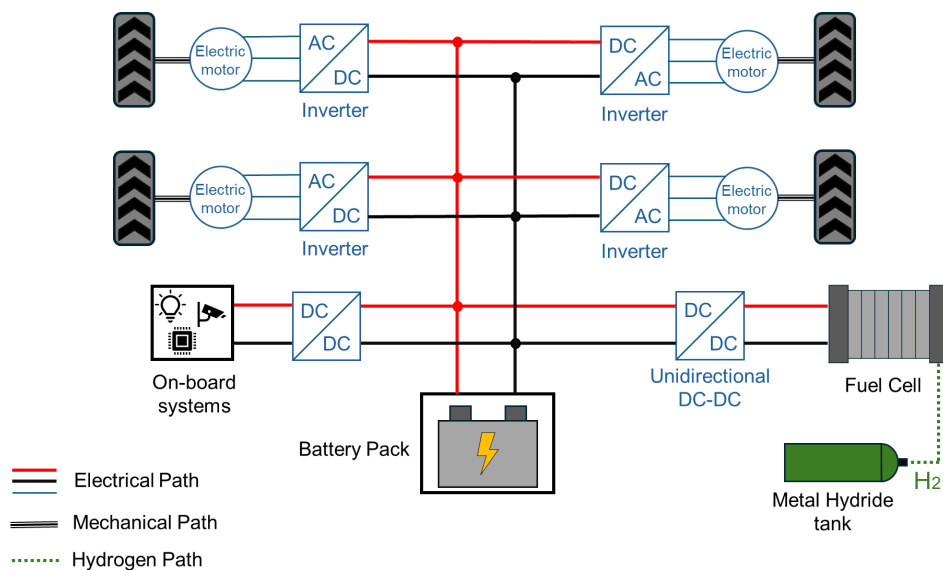 Electric
motor
AC
DC
Inverter
DC
AC
Inverter
Electric
motor
Electric
motor
AC
DC
Inverter
DC
AC
Inverter
Electric
motor
On-board
systems
DC
DC
DC
DC
Unidirectional
DC-DC
Fuel Cell
Battery Pack
H2
Metal Hydride
tank
Electrical Path
Mechanical Path
Hydrogen Path